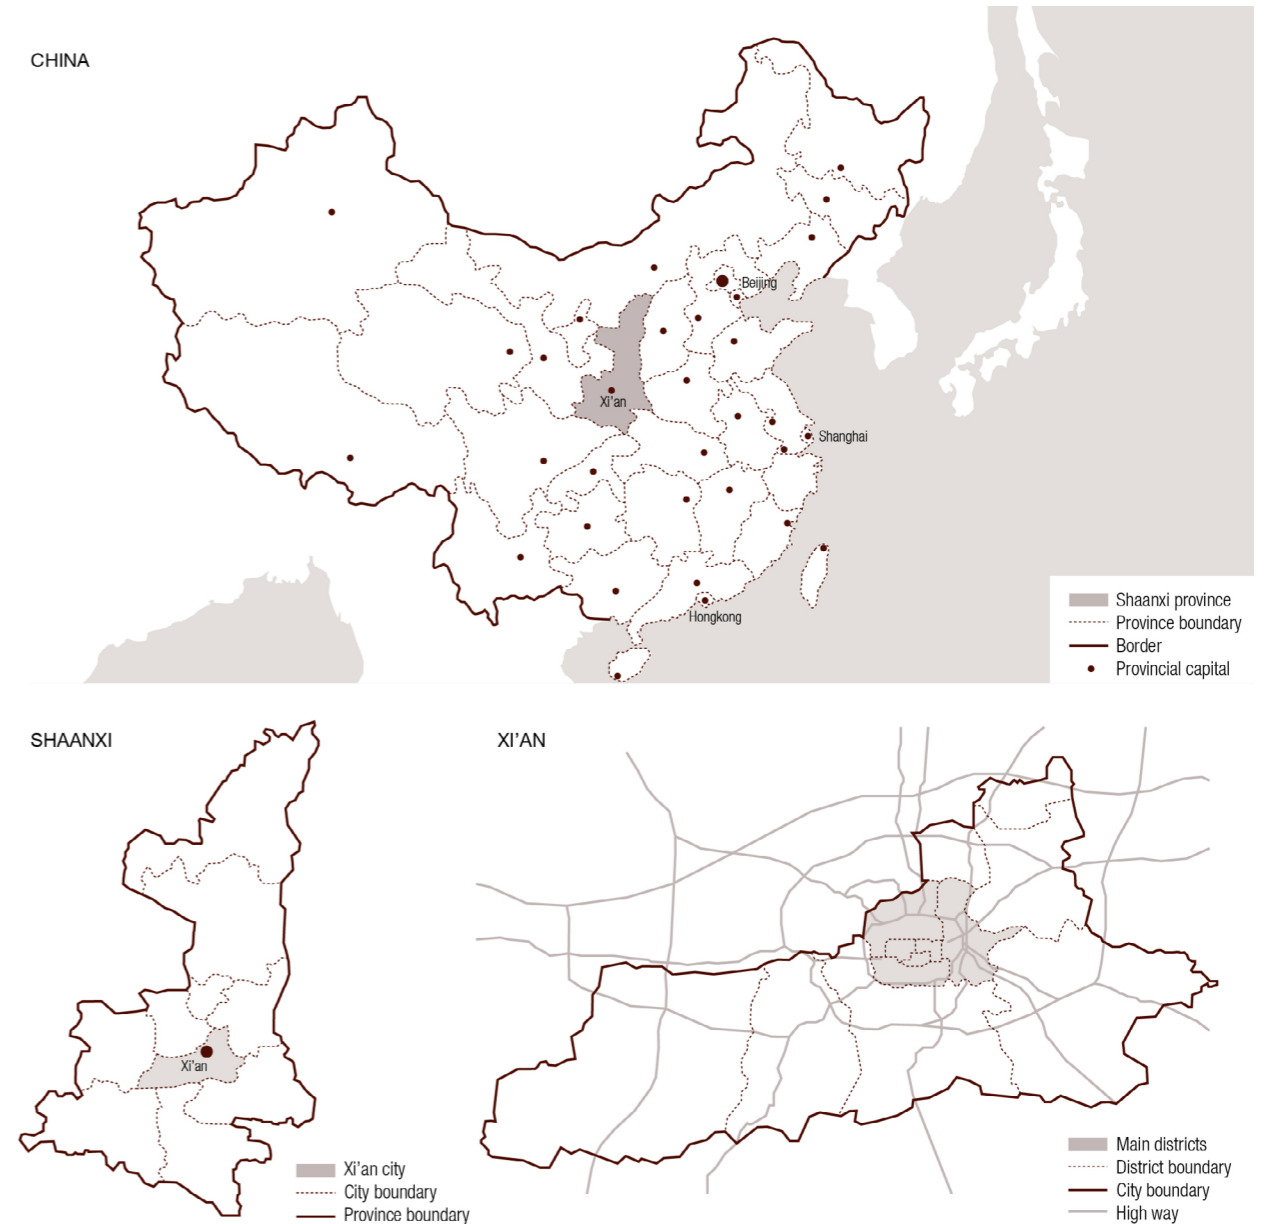 CHINA
Beijing
Xi'an
Shanghai
Hongkong
Shaanxi province
Province boundary
Border
Provincial capital
SHAANXI
XI'AN
Xi'an
Xi'an city
City boundary
Province boundary
Main districts
District boundary
City boundary
High way